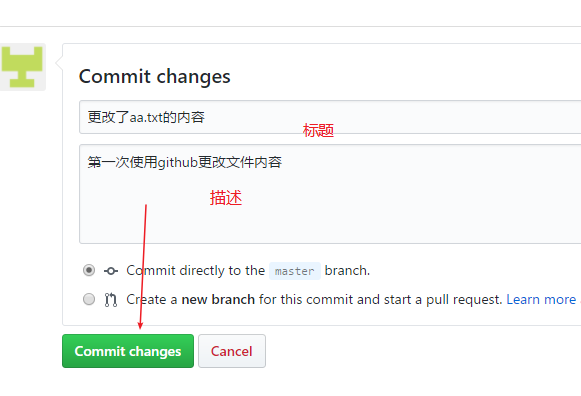 Commit changes
更改了aa.txt的内容
标题
第一次使用github更改文件内容
描述
Commit directly to the master branch.
Create a new branch for this commit and start a pull request. Learn more
Commit changes Cancel